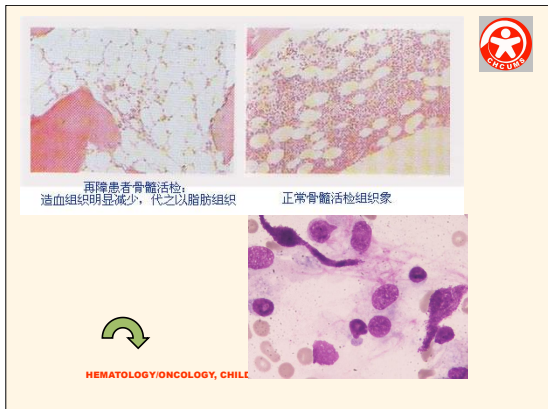 CHCUMS
再障患者骨髓活检:
造血组织明显减少, 代之以脂肪组织
正常骨髓活检组织象
HEMATOLOGY/ONCOLOGY, CHILD